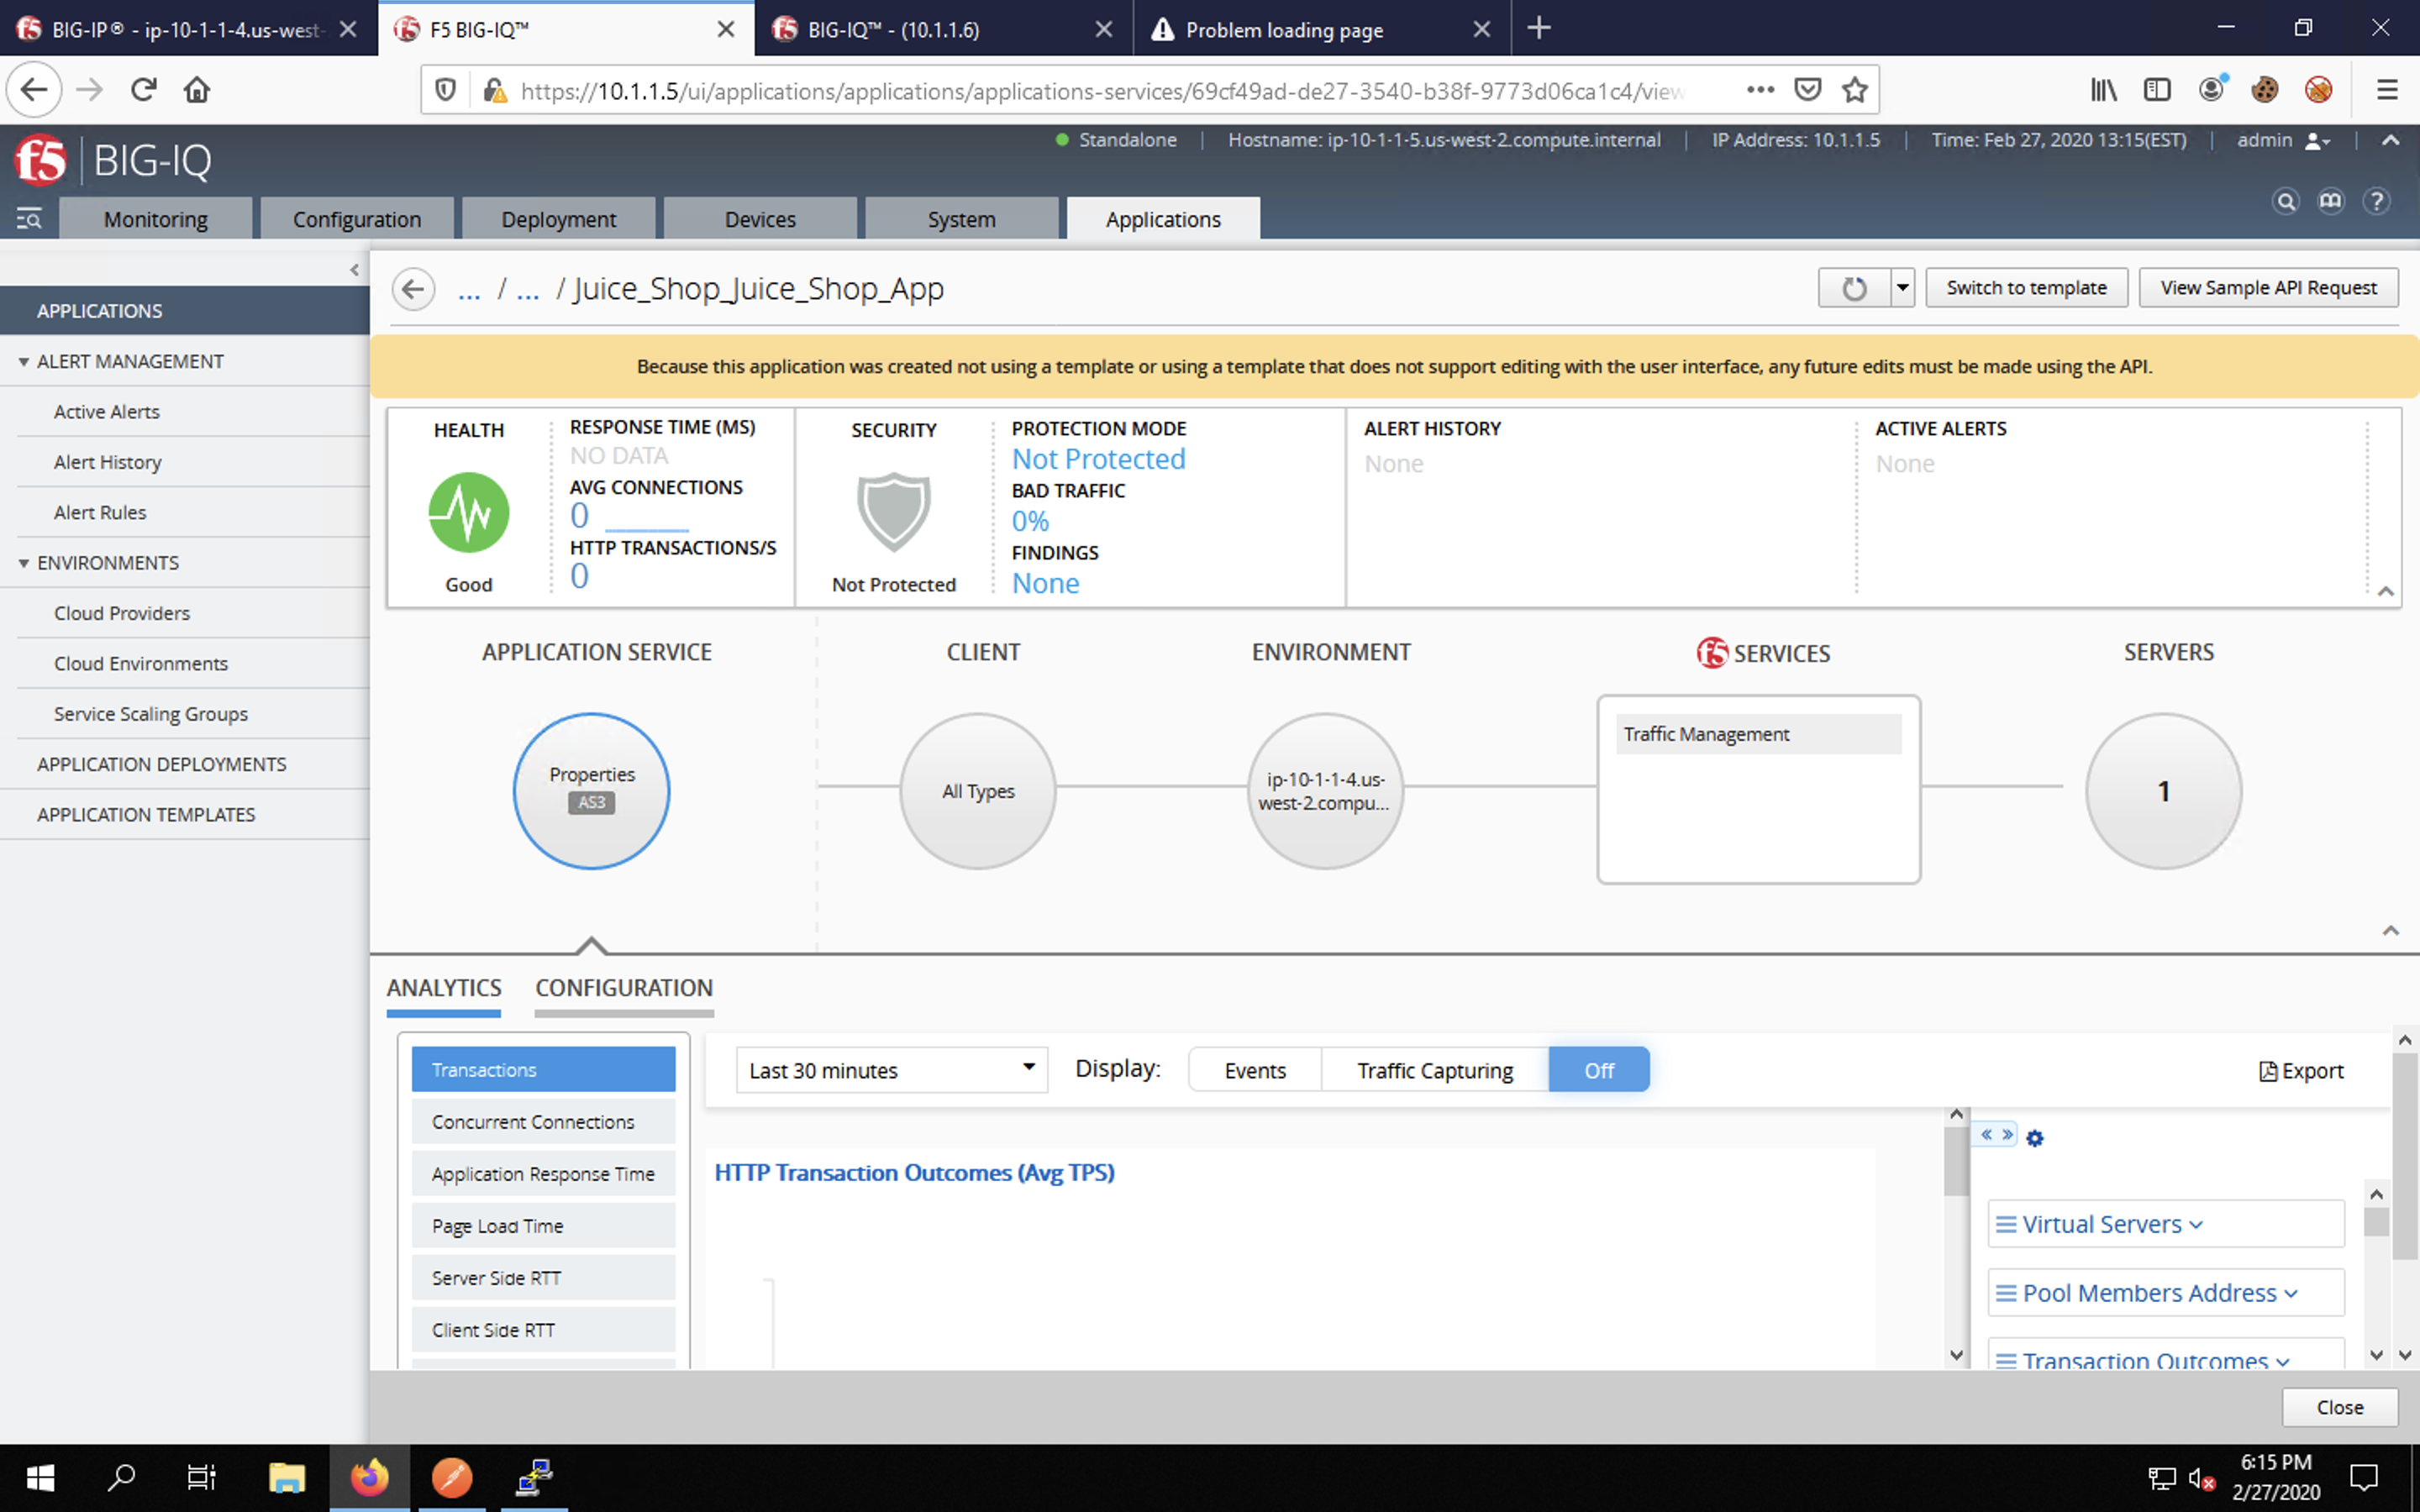 BIG-IP® - ip-10-1-1-4.us-west-
F5 BIG-IQ™
BIG-IQ™ - (10.1.1.6)
Problem loading page
https://10.1.1.5/ui/applications/applications/applications-services/69cf49ad-de27-3540-b38f-9773d06ca1c4/view
f5 BIG-IQ
Standalone
Hostname: ip-10-1-1-5.us-west-2.compute.internal
IP Address: 10.1.1.5
Time: Feb 27, 2020 13:15(EST)
admin
Monitoring
Configuration
Deployment
Devices
System
Applications
APPLICATIONS
ALERT MANAGEMENT
Active Alerts
Alert History
Alert Rules
ENVIRONMENTS
Cloud Providers
Cloud Environments
Service Scaling Groups
APPLICATION DEPLOYMENTS
APPLICATION TEMPLATES
... / ... / Juice_Shop_Juice_Shop_App
Switch to template
View Sample API Request
Because this application was created not using a template or using a template that does not support editing with the user interface, any future edits must be made using the API.
HEALTH
Good
RESPONSE TIME (MS)
NO DATA
AVG CONNECTIONS
0
HTTP TRANSACTIONS/S
0
SECURITY
Not Protected
PROTECTION MODE
Not Protected
BAD TRAFFIC
0%
FINDINGS
None
ALERT HISTORY
None
ACTIVE ALERTS
None
APPLICATION SERVICE
CLIENT
ENVIRONMENT
f5 SERVICES
SERVERS
Properties
AS3
All Types
ip-10-1-1-4.us-
west-2.compu...
Traffic Management
1
ANALYTICS
CONFIGURATION
Transactions
Concurrent Connections
Application Response Time
Page Load Time
Server Side RTT
Client Side RTT
Last 30 minutes
Display:
Events
Traffic Capturing
Off
Export
HTTP Transaction Outcomes (Avg TPS)
Virtual Servers
Pool Members Address
Transaction Outcomes
Close
6:15 PM
2/27/2020